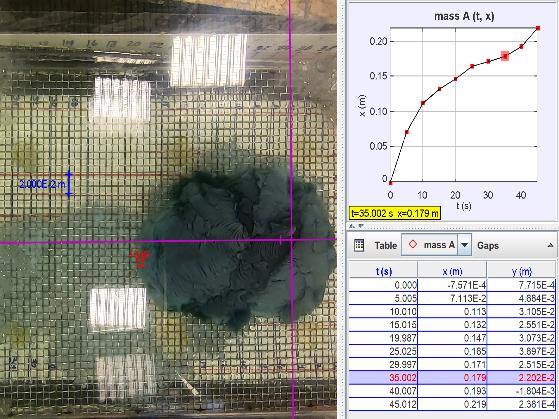 2.000E-2 m
mass A (t, x)
x (m)
0.20
0.15
0.10
0.05
0
0 10 20 30 40
t (s)
t=35.002 s x=0.179 m
Table mass A Gaps
t (s) x (m) y (m)
0.000 -7.571E-4 7.715E-4
5.005 7.113E-2 4.684E-3
10.010 0.113 3.105E-2
15.015 0.132 2.551E-2
19.987 0.147 3.073E-2
25.025 0.165 3.697E-2
29.997 0.171 2.515E-2
35.002 0.179 2.202E-2
40.007 0.193 -1.804E-3
45.012 0.219 2.381E-4